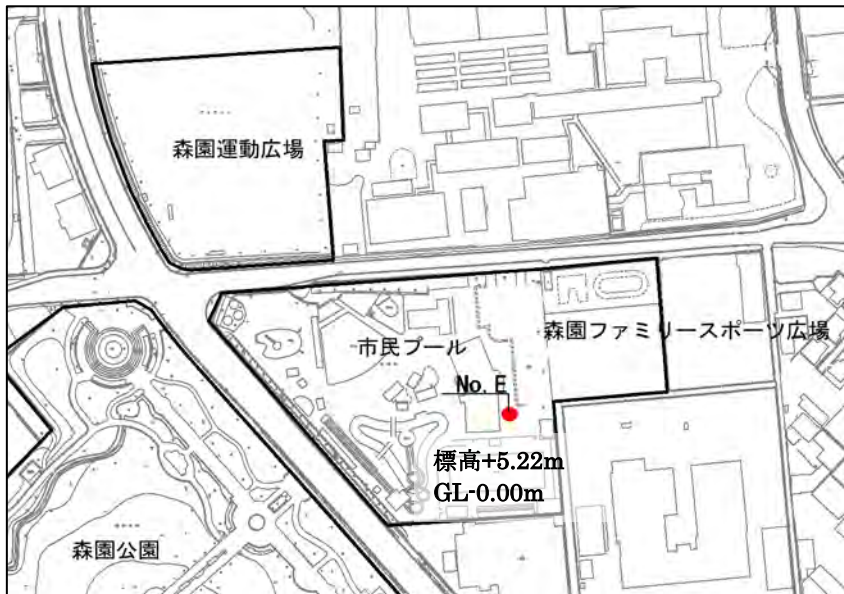 森園運動広場
市民プール
森園ファミリースポーツ広場
No. E
標高+5.22m
GL-0.00m
森園公園